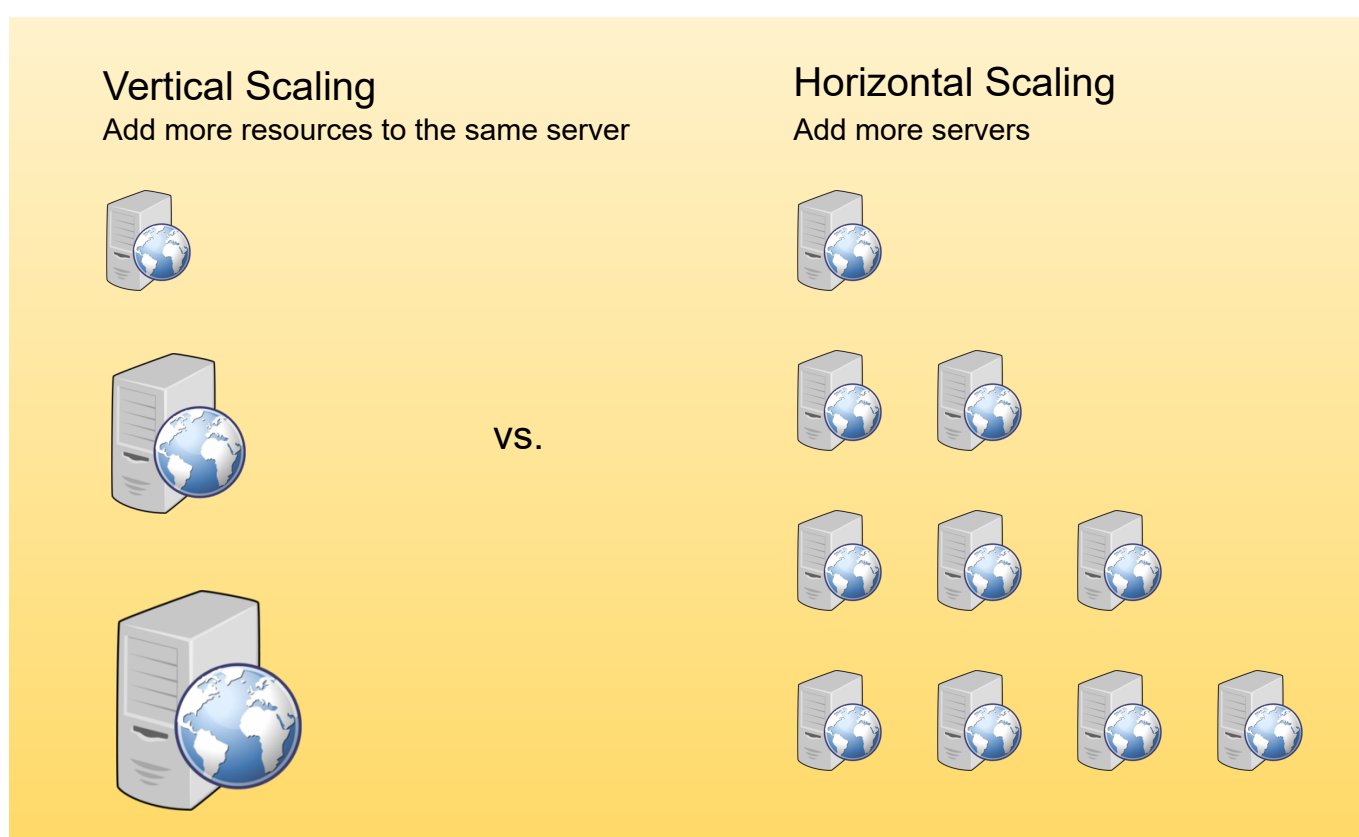 Vertical Scaling
Add more resources to the same server
vs.
Horizontal Scaling
Add more servers